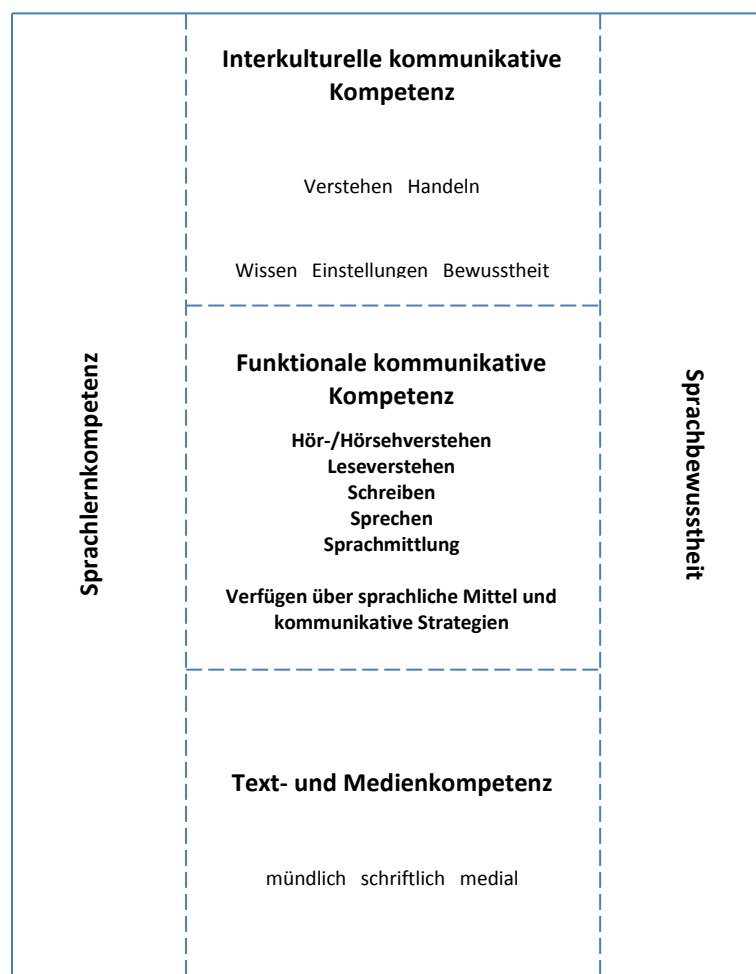 Interkulturelle kommunikative
Kompetenz
Verstehen Handeln
Wissen Einstellungen Bewusstheit
Sprachlernkompetenz
Funktionale kommunikative
Kompetenz
Hör-/Hörsehverstehen
Leseverstehen
Schreiben
Sprechen
Sprachmittlung
Verfügen über sprachliche Mittel und
kommunikative Strategien
Sprachbewusstheit
Text- und Medienkompetenz
mündlich schriftlich medial